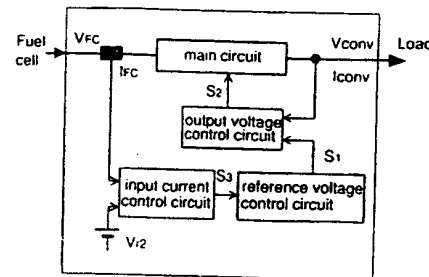 Fuel
cell
VFC
IFC
main circuit
Vconv
Iconv
Load
S2
output voltage
control circuit
S1
input current
control circuit
S3
reference voltage
control circuit
Vr2